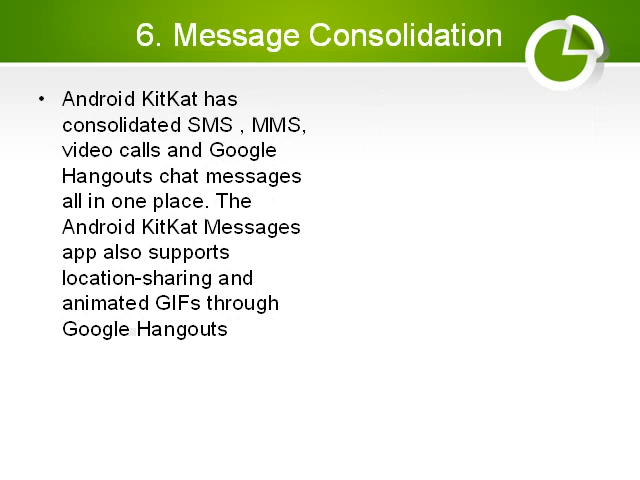 6. Message Consolidation
• Android KitKat has
consolidated SMS , MMS,
video calls and Google
Hangouts chat messages
all in one place. The
Android KitKat Messages
app also supports
location-sharing and
animated GIFs through
Google Hangouts